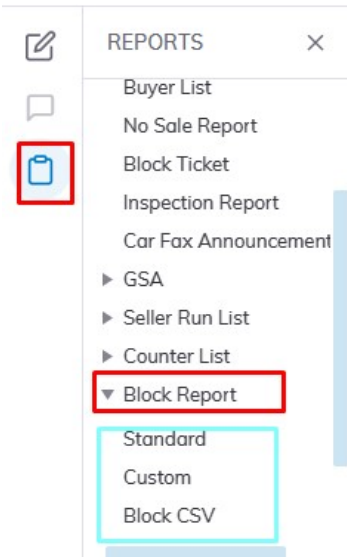 REPORTS
Buyer List
No Sale Report
Block Ticket
Inspection Report
Car Fax Announcement
GSA
Seller Run List
Counter List
Block Report
Standard
Custom
Block CSV